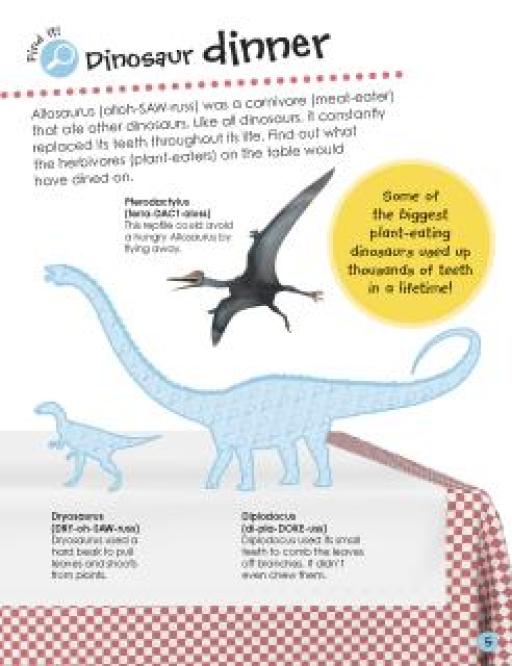 Find it!
Dinosaur dinner
Allosaurus (alloh-SAW-russ) was a carnivore (meat-eater)
that ate other dinosaurs. Like all dinosaurs, it constantly
replaced its teeth throughout its life. Find out what
the herbivores (plant-eaters) on the table would
have dined on.
Pterodactylus
(terra-DACT-aloss)
This reptile could avoid
a hungry Allosaurus by
flying away.
Some of
the biggest
plant-eating
dinosaurs used up
thousands of teeth
in a lifetime!
Dryosaurus
(DRY-oh-SAW-russ)
Dryosaurus used a
hard beak to pull
leaves and shoots
from plants.
Diplodocus
(di-plo-DOKE-uss)
Diplodocus used its small
teeth to comb the leaves
off branches. It didn't
even chew them.
5